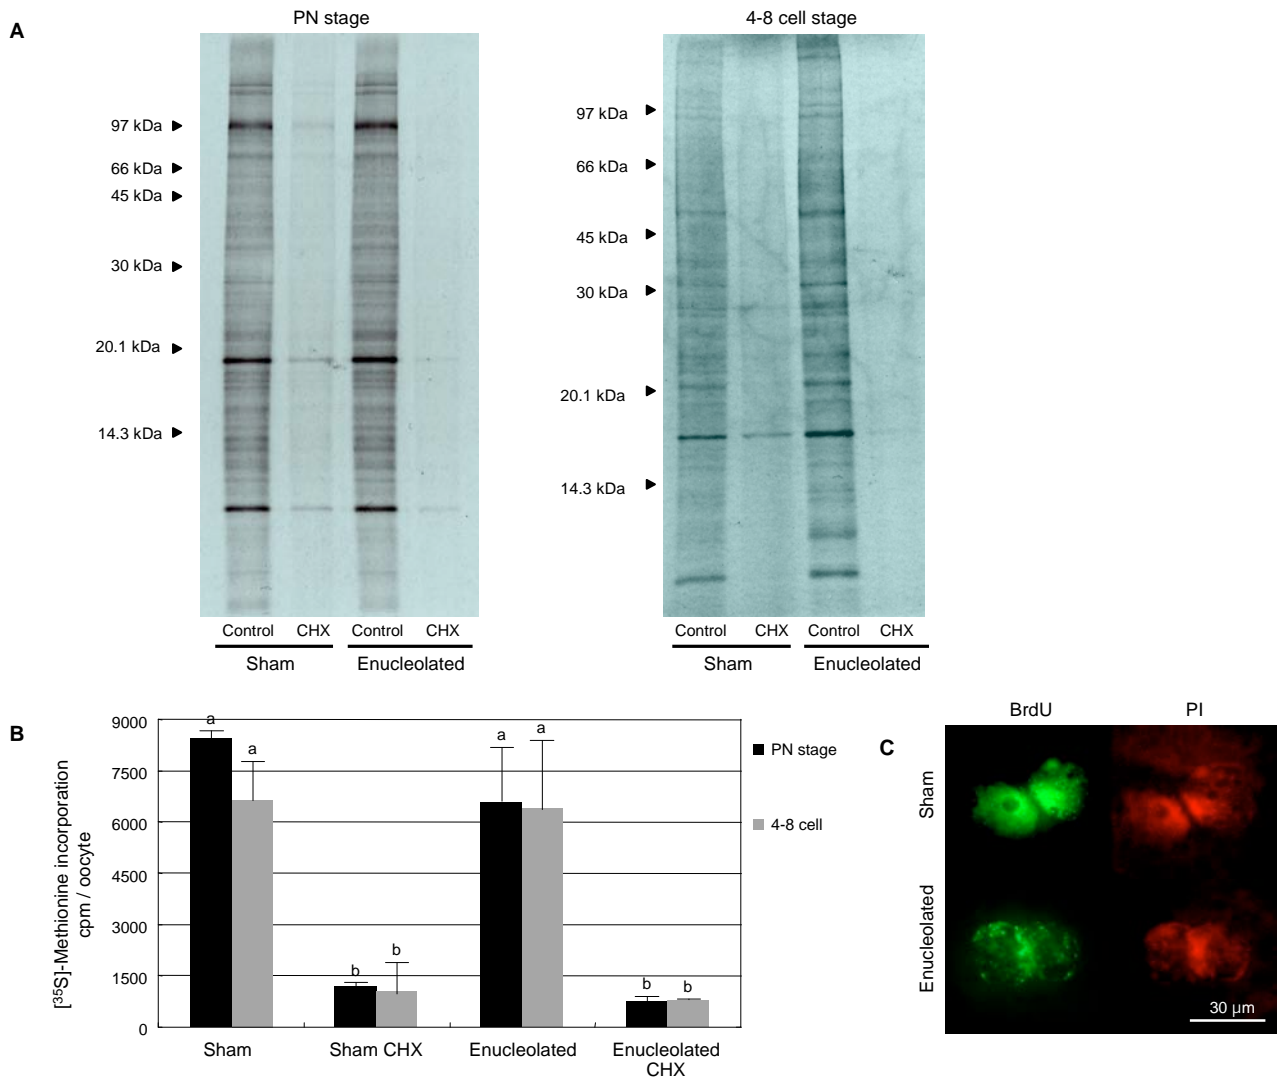 A
PN stage
4-8 cell stage
97 kDa
66 kDa
45 kDa
30 kDa
20.1 kDa
14.3 kDa
97 kDa
66 kDa
45 kDa
30 kDa
20.1 kDa
14.3 kDa
Control CHX Control CHX
Sham Enucleolated
Control CHX Control CHX
Sham Enucleolated
B
[³⁵S]-Methionine incorporation
cpm / oocyte
9000
7500
6000
4500
3000
1500
0
a
a
b
b
a
a
b
b
Sham
Sham CHX
Enucleolated
Enucleolated
CHX
PN stage
4-8 cell
C
BrdU PI
Sham
Enucleolated
30 µm